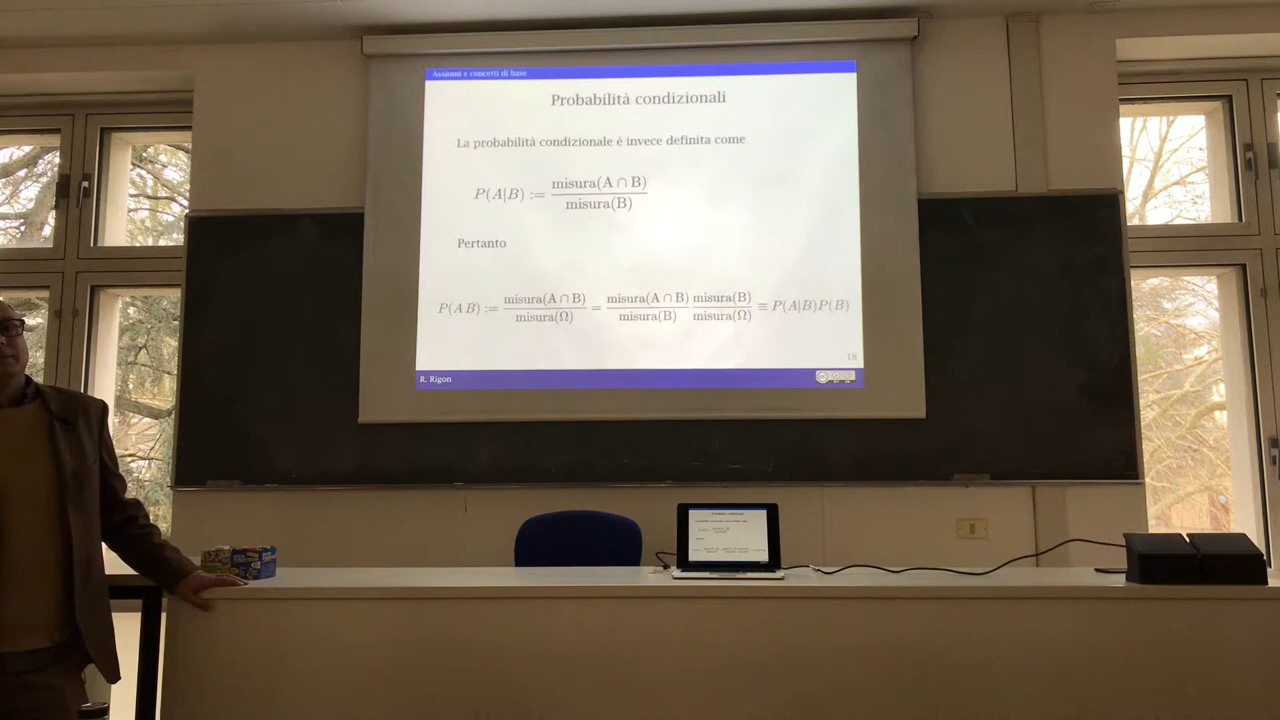 Assiomi e concetti di base
Probabilità condizionali
La probabilità condizionale è invece definita come
P(A|B) := misura(A ∩ B) / misura(B)
Pertanto
P(A B) := misura(A ∩ B) / misura(Ω) = misura(A ∩ B) / misura(B) misura(B) / misura(Ω) ≡ P(A|B)P(B)
18
R. Rigon